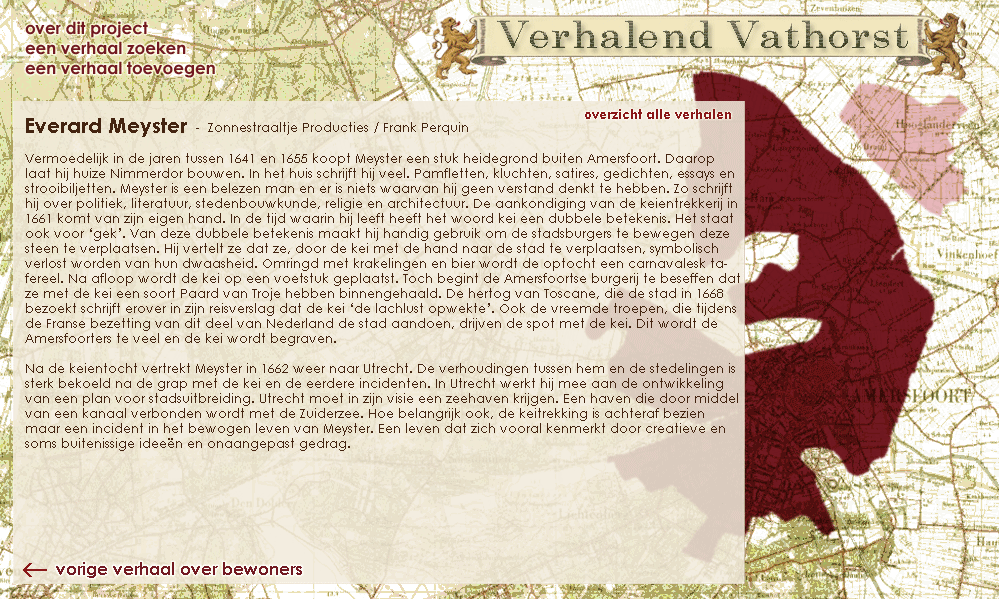 over dit project
een verhaal zoeken
een verhaal toevoegen
Verhalend Vathorst
overzicht alle verhalen
Everard Meyster - Zonnestraaltje Producties / Frank Perquin
Vermoedelijk in de jaren tussen 1641 en 1655 koopt Meyster een stuk heidegrond buiten Amersfoort. Daarop
laat hij huize Nimmerdor bouwen. In het huis schrijft hij veel. Pamfletten, kluchten, satires, gedichten, essays en
strooibiljetten. Meyster is een belezen man en er is niets waarvan hij geen verstand denkt te hebben. Zo schrijft
hij over politiek, literatuur, stedenbouwkunde, religie en architectuur. De aankondiging van de keientrekkerij in
1661 komt van zijn eigen hand. In de tijd waarin hij leeft heeft het woord kei een dubbele betekenis. Het staat
ook voor ‘gek’. Van deze dubbele betekenis maakt hij handig gebruik om de stadsburgers te bewegen deze
steen te verplaatsen. Hij vertelt ze dat ze, door de kei met de hand naar de stad te verplaatsen, symbolisch
verlost worden van hun dwaasheid. Omringd met krakelingen en bier wordt de optocht een carnavalesk ta-
fereel. Na afloop wordt de kei op een voetstuk geplaatst. Toch begint de Amersfoortse burgerij te beseffen dat
ze met de kei een soort Paard van Troje hebben binnengehaald. De hertog van Toscane, die de stad in 1668
bezoekt schrijft erover in zijn reisverslag dat de kei ‘de lachlust opwekte’. Ook de vreemde troepen, die tijdens
de Franse bezetting van dit deel van Nederland de stad aandoen, drijven de spot met de kei. Dit wordt de
Amersfoorters te veel en de kei wordt begraven.
Na de keientocht vertrekt Meyster in 1662 weer naar Utrecht. De verhoudingen tussen hem en de stedelingen is
sterk bekoeld na de grap met de kei en de eerdere incidenten. In Utrecht werkt hij mee aan de ontwikkeling
van een plan voor stadsuitbreiding. Utrecht moet in zijn visie een zeehaven krijgen. Een haven die door middel
van een kanaal verbonden wordt met de Zuiderzee. Hoe belangrijk ook, de keitrekking is achteraf bezien
maar een incident in het bewogen leven van Meyster. Een leven dat zich vooral kenmerkt door creatieve en
soms buitenissige ideeën en onaangepast gedrag.
AMERSFOORT
← vorige verhaal over bewoners